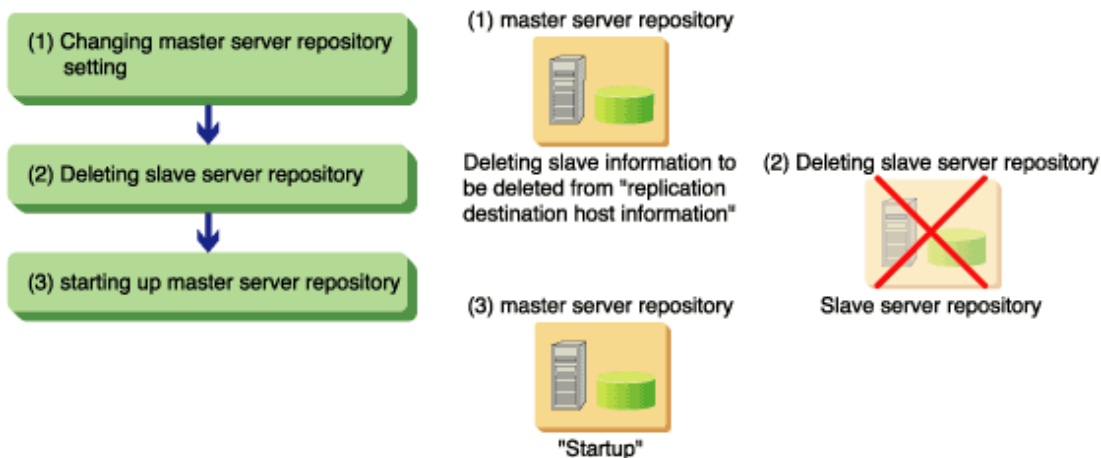 (1) Changing master server repository
setting
(2) Deleting slave server repository
(3) starting up master server repository
(1) master server repository
Deleting slave information to
be deleted from "replication
destination host information"
(2) Deleting slave server repository
Slave server repository
(3) master server repository
"Startup"